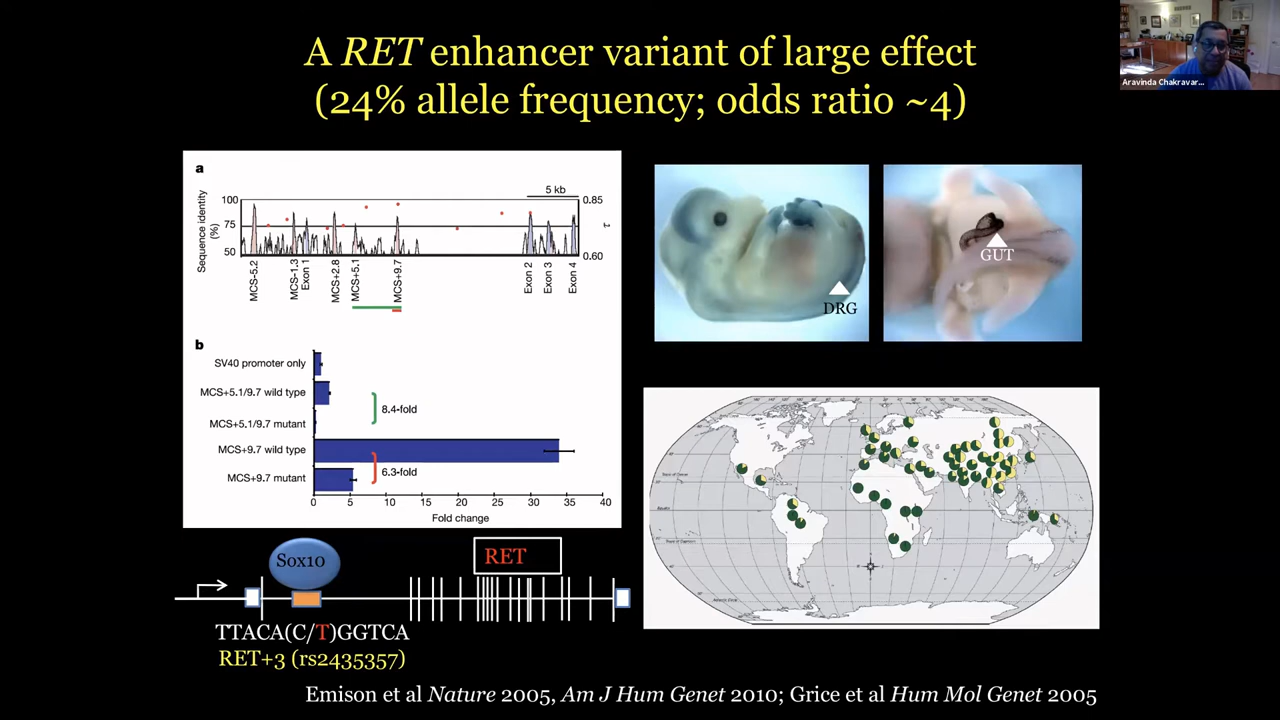 A RET enhancer variant of large effect
(24% allele frequency; odds ratio ~4)
Aravinda Chakravar...
a
5 kb
Sequence identity
(%)
100
75
50
0.85
τ
0.60
MCS-5.2
MCS-1.3
Exon 1
MCS+2.8
MCS+5.1
MCS+9.7
Exon 2
Exon 3
Exon 4
b
SV40 promoter only
MCS+5.1/9.7 wild type
MCS+5.1/9.7 mutant
MCS+9.7 wild type
MCS+9.7 mutant
8.4-fold
6.3-fold
0 5 10 15 20 25 30 35 40
Fold change
DRG
GUT
Sox10
RET
TTACA(C/T)GGTCA
RET+3 (rs2435357)
Emison et al Nature 2005, Am J Hum Genet 2010; Grice et al Hum Mol Genet 2005